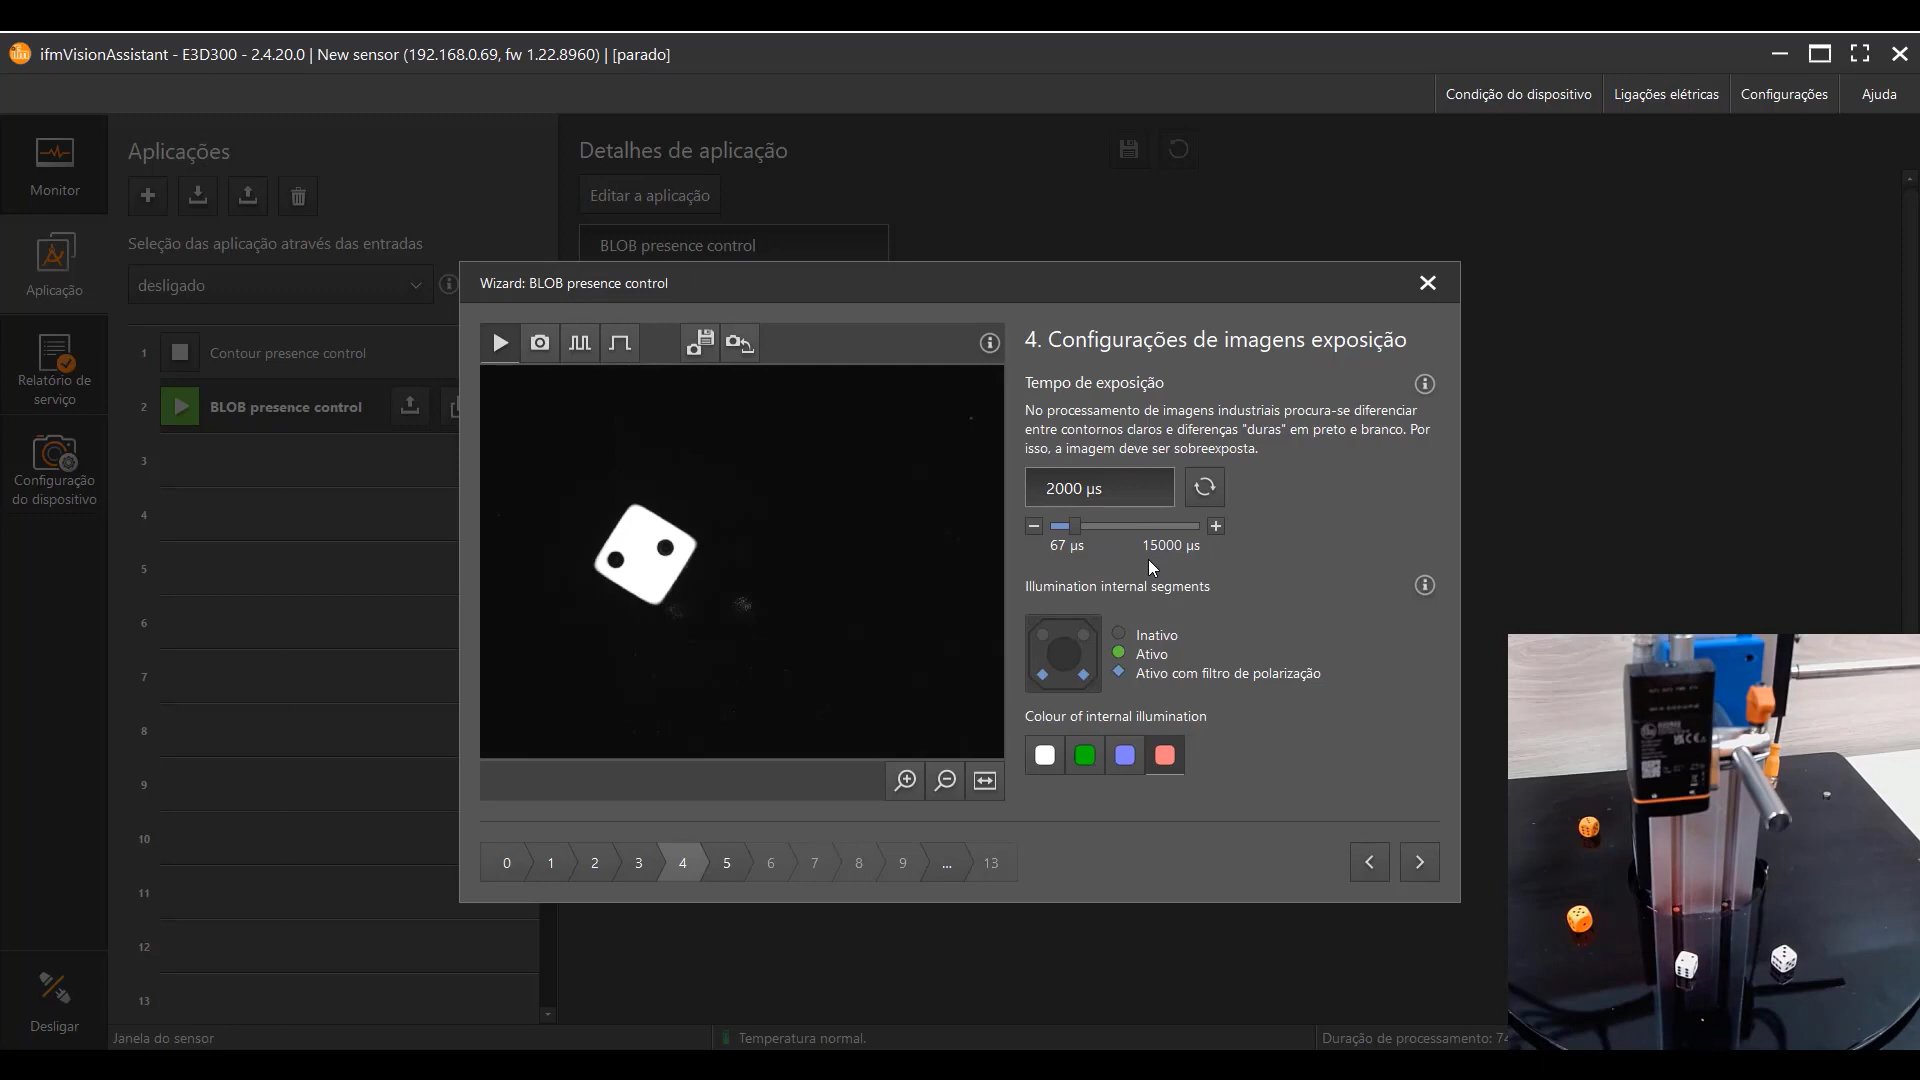 ifmVisionAssistant - E3D300 - 2.4.20.0 | New sensor (192.168.0.69, fw 1.22.8960) | [parado]
Condição do dispositivo
Ligações elétricas
Configurações
Ajuda
Monitor
Aplicação
Relatório de
serviço
Configuração
do dispositivo
Desligar
Aplicações
Seleção das aplicação através das entradas
desligado
1 Contour presence control
2 BLOB presence control
3
4
5
6
7
8
9
10
11
12
13
Detalhes de aplicação
Editar a aplicação
BLOB presence control
Wizard: BLOB presence control
4. Configurações de imagens exposição
Tempo de exposição
No processamento de imagens industriais procura-se diferenciar
entre contornos claros e diferenças "duras" em preto e branco. Por
isso, a imagem deve ser sobreexposta.
2000 µs
67 µs 15000 µs
Illumination internal segments
Inativo
Ativo
Ativo com filtro de polarização
Colour of internal illumination
0 1 2 3 4 5 6 7 8 9 ... 13
Janela do sensor
Temperatura normal.
Duração de processamento: 74